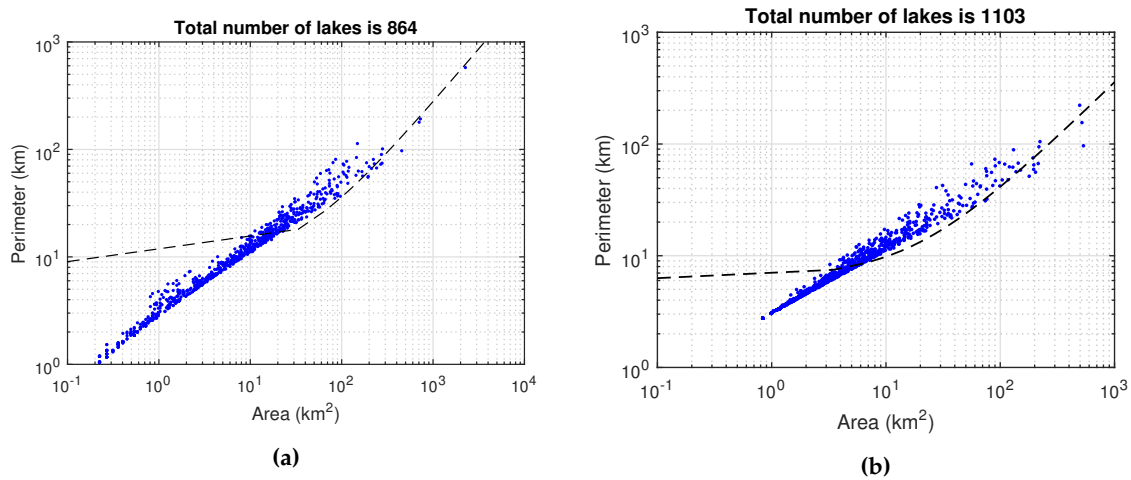 Total number of lakes is 864
10^3
10^2
10^1
10^0
Perimeter (km)
10^-1 10^0 10^1 10^2 10^3 10^4
Area (km^2)
(a)
Total number of lakes is 1103
10^3
10^2
10^1
10^0
Perimeter (km)
10^-1 10^0 10^1 10^2 10^3
Area (km^2)
(b)